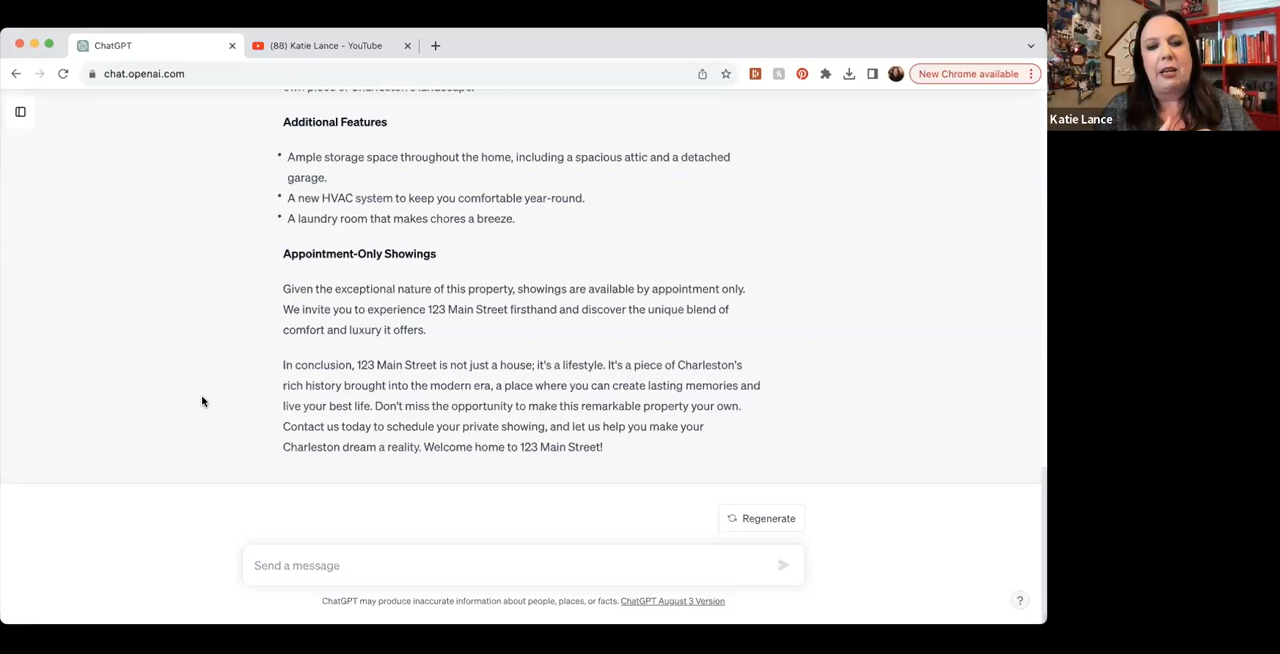 ChatGPT
(88) Katie Lance - YouTube
chat.openai.com
New Chrome available
Katie Lance
own piece of Charleston's landscape.
Additional Features
• Ample storage space throughout the home, including a spacious attic and a detached
garage.
• A new HVAC system to keep you comfortable year-round.
• A laundry room that makes chores a breeze.
Appointment-Only Showings
Given the exceptional nature of this property, showings are available by appointment only.
We invite you to experience 123 Main Street firsthand and discover the unique blend of
comfort and luxury it offers.
In conclusion, 123 Main Street is not just a house; it's a lifestyle. It's a piece of Charleston's
rich history brought into the modern era, a place where you can create lasting memories and
live your best life. Don't miss the opportunity to make this remarkable property your own.
Contact us today to schedule your private showing, and let us help you make your
Charleston dream a reality. Welcome home to 123 Main Street!
Regenerate
Send a message
ChatGPT may produce inaccurate information about people, places, or facts. ChatGPT August 3 Version
?